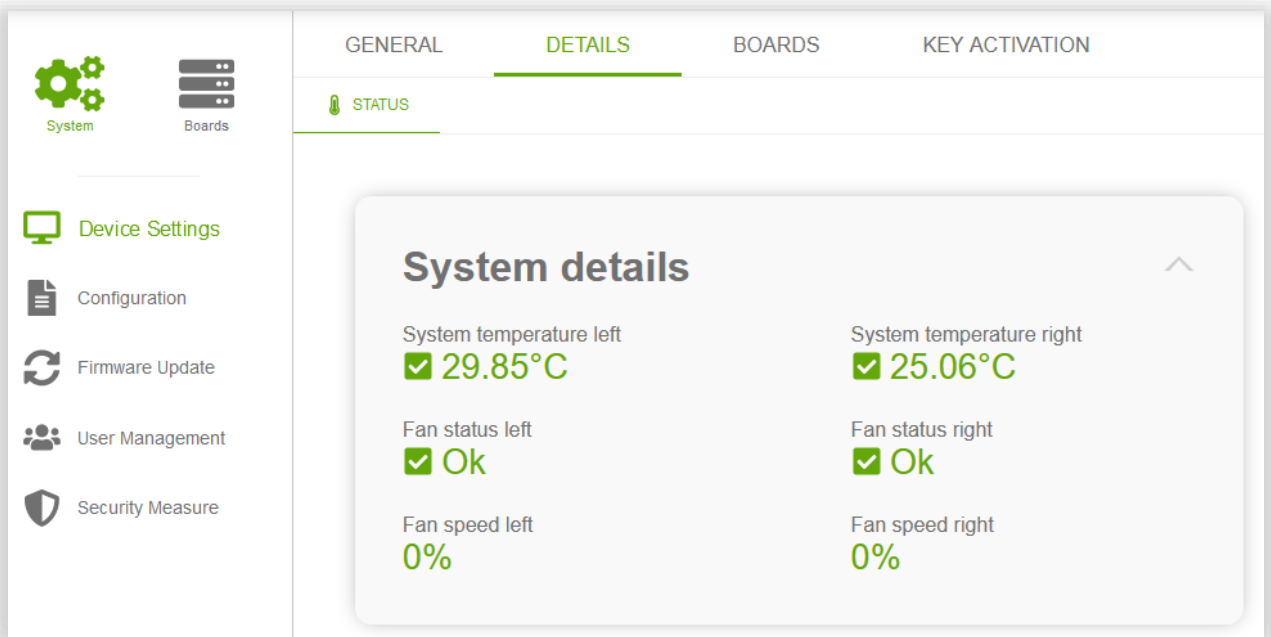 GENERAL DETAILS BOARDS KEY ACTIVATION
System Boards
STATUS
Device Settings
Configuration
Firmware Update
User Management
Security Measure
System details
System temperature left System temperature right
29.85°C 25.06°C
Fan status left Fan status right
Ok Ok
Fan speed left Fan speed right
0% 0%